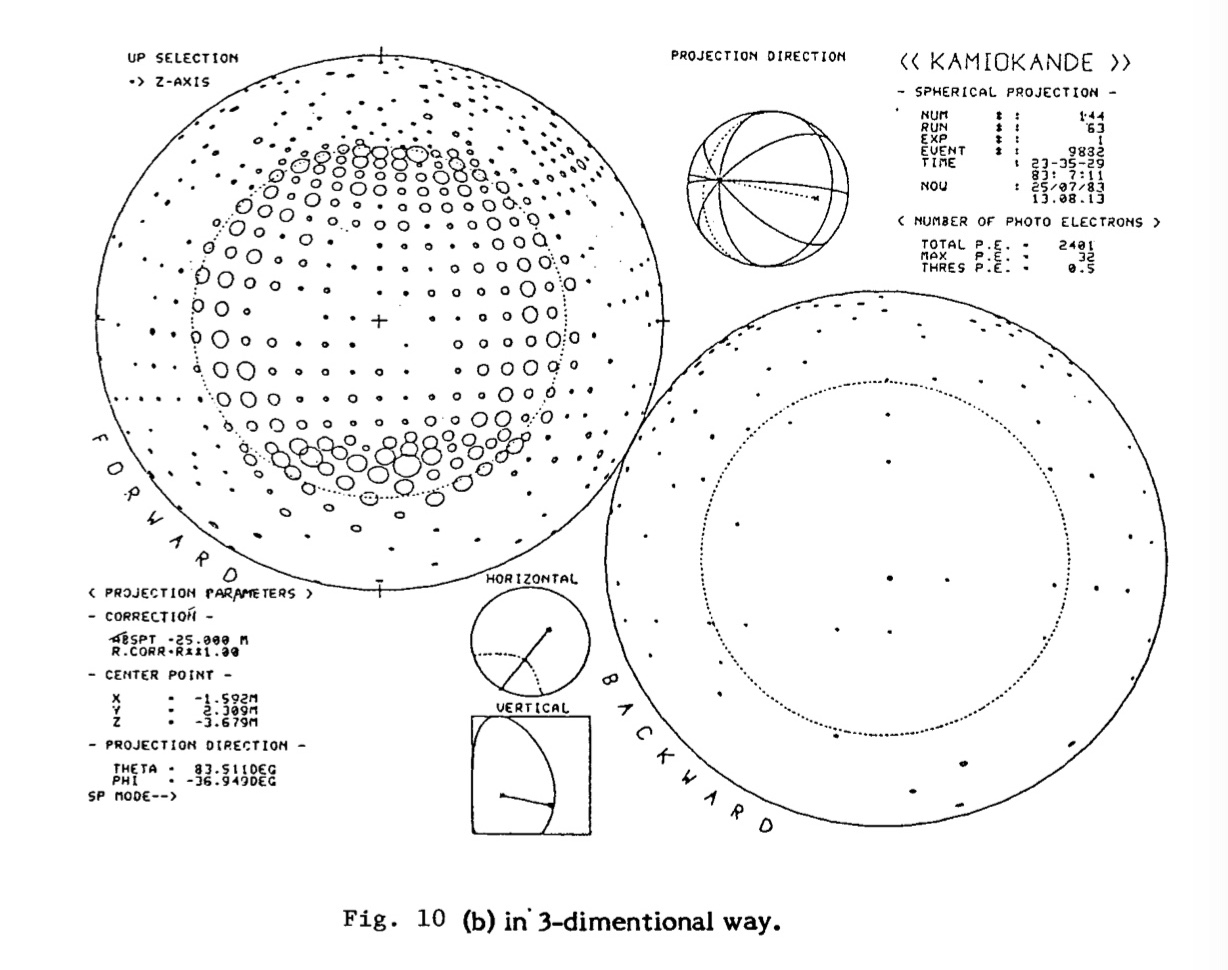 UP SELECTION
-> Z-AXIS
PROJECTION DIRECTION
<< KAMIOKANDE >>
- SPHERICAL PROJECTION -
NUM : 144
RUN : 63
EXP : 1
EVENT : 9882
TIME : 23-35-29
83: 7:11
NOW : 25/07/83
13.08.13
< NUMBER OF PHOTO ELECTRONS >
TOTAL P.E. = 2401
MAX P.E. = 32
THRES P.E. = 0.5
FORWARD
< PROJECTION PARAMETERS >
- CORRECTION -
ABSPT -25.000 M
R.CORR-R**1.00
- CENTER POINT -
X = -1.592M
Y = 2.309M
Z = -3.679M
- PROJECTION DIRECTION -
THETA = 83.511DEG
PHI = -36.949DEG
SP MODE-->
HORIZONTAL
VERTICAL
BACKWARD
Fig. 10 (b) in 3-dimentional way.